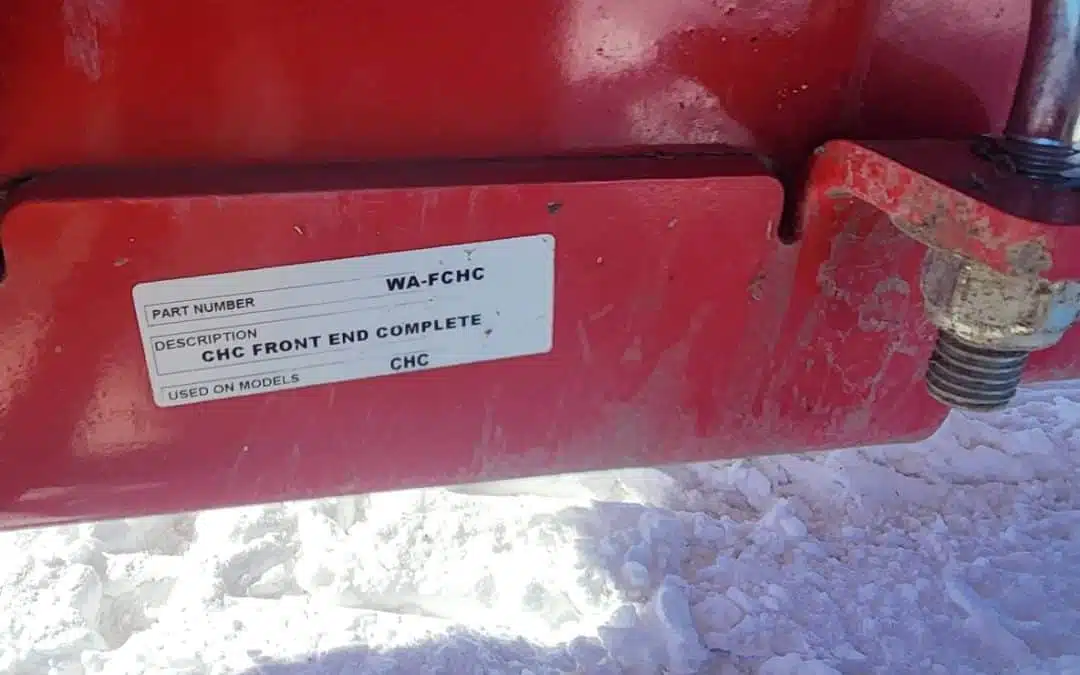 PART NUMBER WA-FCHC
DESCRIPTION
CHC FRONT END COMPLETE
USED ON MODELS CHC